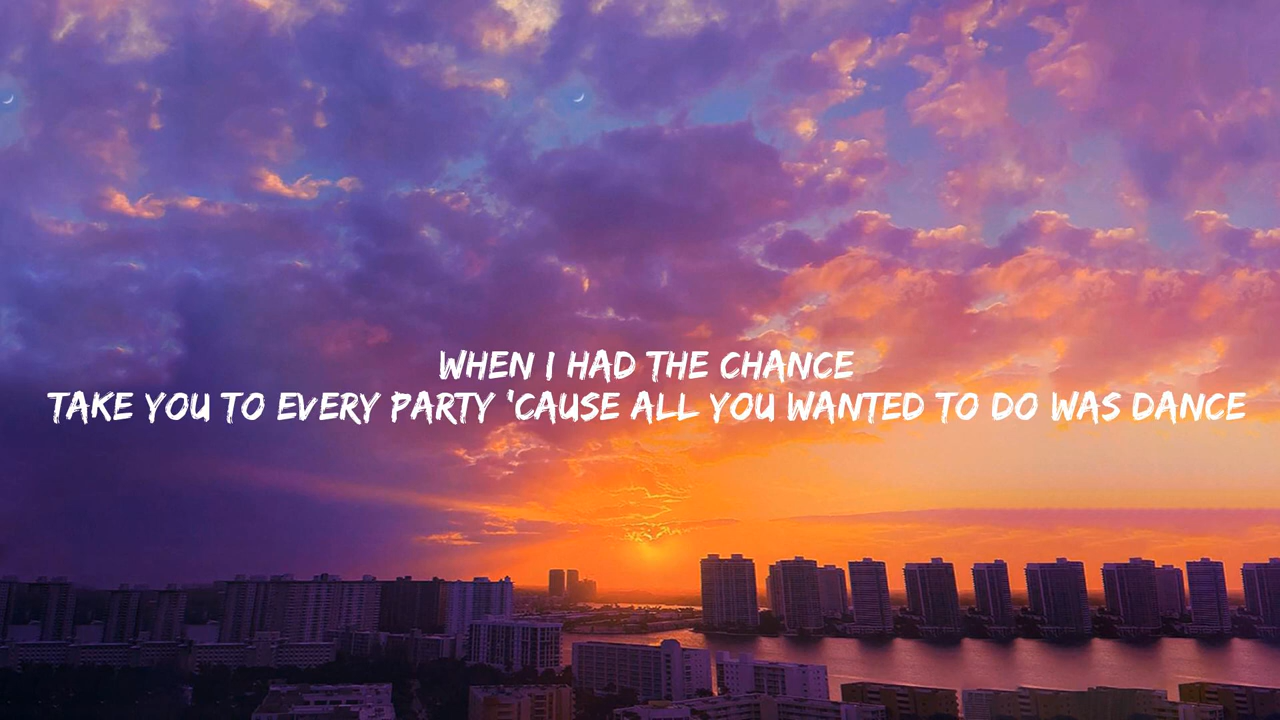 WHEN I HAD THE CHANCE
TAKE YOU TO EVERY PARTY 'CAUSE ALL YOU WANTED TO DO WAS DANCE